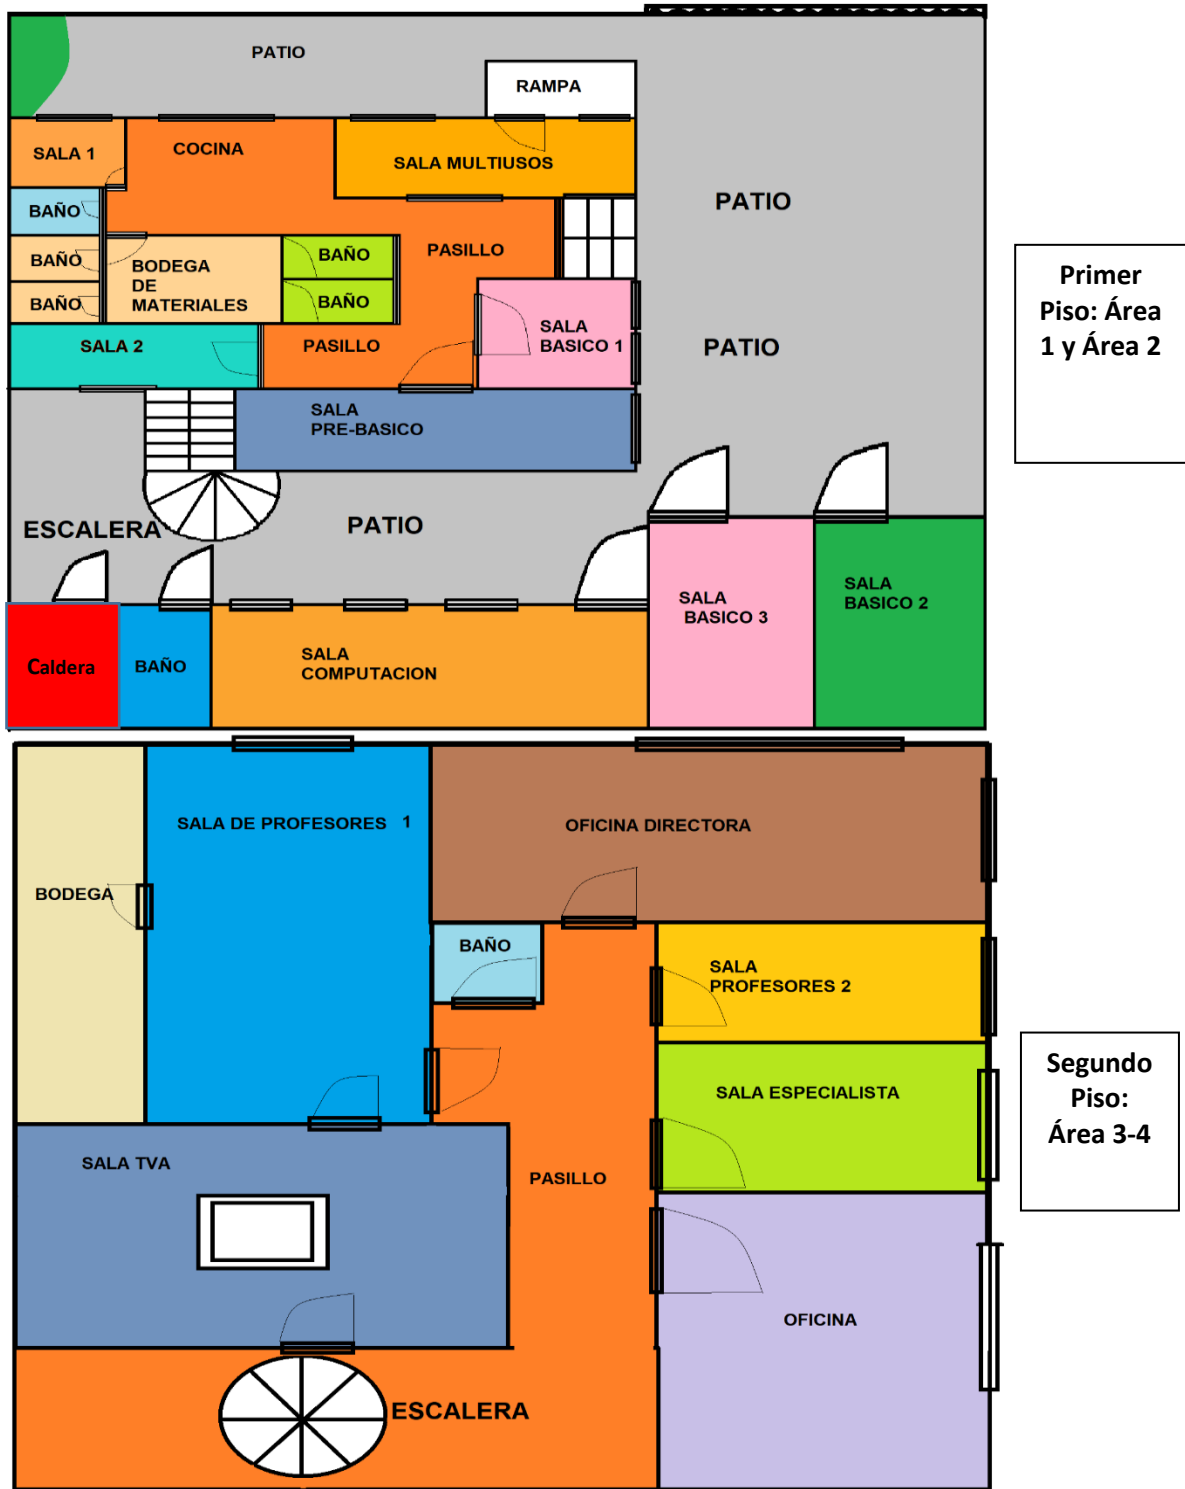 PATIO
RAMPA
SALA 1
COCINA
SALA MULTIUSOS
BAÑO
PATIO
BAÑO
BODEGA
DE
MATERIALES
BAÑO
PASILLO
BAÑO
BAÑO
SALA
BASICO 1
SALA 2
PASILLO
PATIO
SALA
PRE-BASICO
ESCALERA
PATIO
SALA
BASICO 3
SALA
BASICO 2
Caldera
BAÑO
SALA
COMPUTACION
Primer
Piso: Área
1 y Área 2
SALA DE PROFESORES 1
OFICINA DIRECTORA
BODEGA
BAÑO
SALA
PROFESORES 2
SALA ESPECIALISTA
SALA TVA
PASILLO
OFICINA
ESCALERA
Segundo
Piso:
Área 3-4